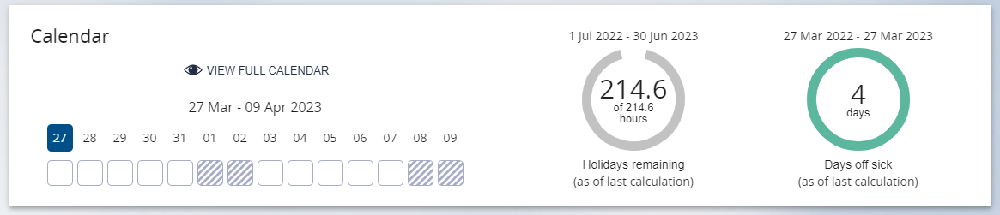 Calendar
VIEW FULL CALENDAR
27 Mar - 09 Apr 2023
27 28 29 30 31 01 02 03 04 05 06 07 08 09
1 Jul 2022 - 30 Jun 2023
214.6
of 214.6
hours
Holidays remaining
(as of last calculation)
27 Mar 2022 - 27 Mar 2023
4
days
Days off sick
(as of last calculation)